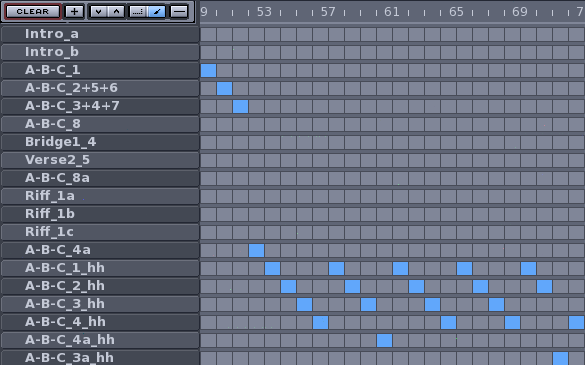 CLEAR 9 53 57 61 65 69 7
Intro_a
Intro_b
A-B-C_1
A-B-C_2+5+6
A-B-C_3+4+7
A-B-C_8
Bridge1_4
Verse2_5
A-B-C_8a
Riff_1a
Riff_1b
Riff_1c
A-B-C_4a
A-B-C_1_hh
A-B-C_2_hh
A-B-C_3_hh
A-B-C_4_hh
A-B-C_4a_hh
A-B-C_3a_hh